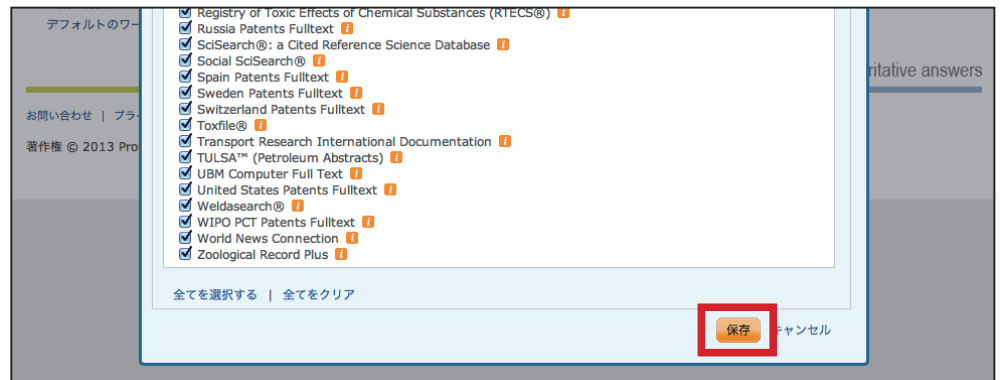 Registry of Toxic Effects of Chemical Substances (RTECS®)
デフォルトのワー
Russia Patents Fulltext
SciSearch®: a Cited Reference Science Database
Social SciSearch®
Spain Patents Fulltext
ritative answers
Sweden Patents Fulltext
Switzerland Patents Fulltext
お問い合わせ | プライ
Toxfile®
Transport Research International Documentation
著作権 © 2013 Pro
TULSA™ (Petroleum Abstracts)
UBM Computer Full Text
United States Patents Fulltext
Weldasearch®
WIPO PCT Patents Fulltext
World News Connection
Zoological Record Plus
全てを選択する | 全てをクリア
保存 キャンセル